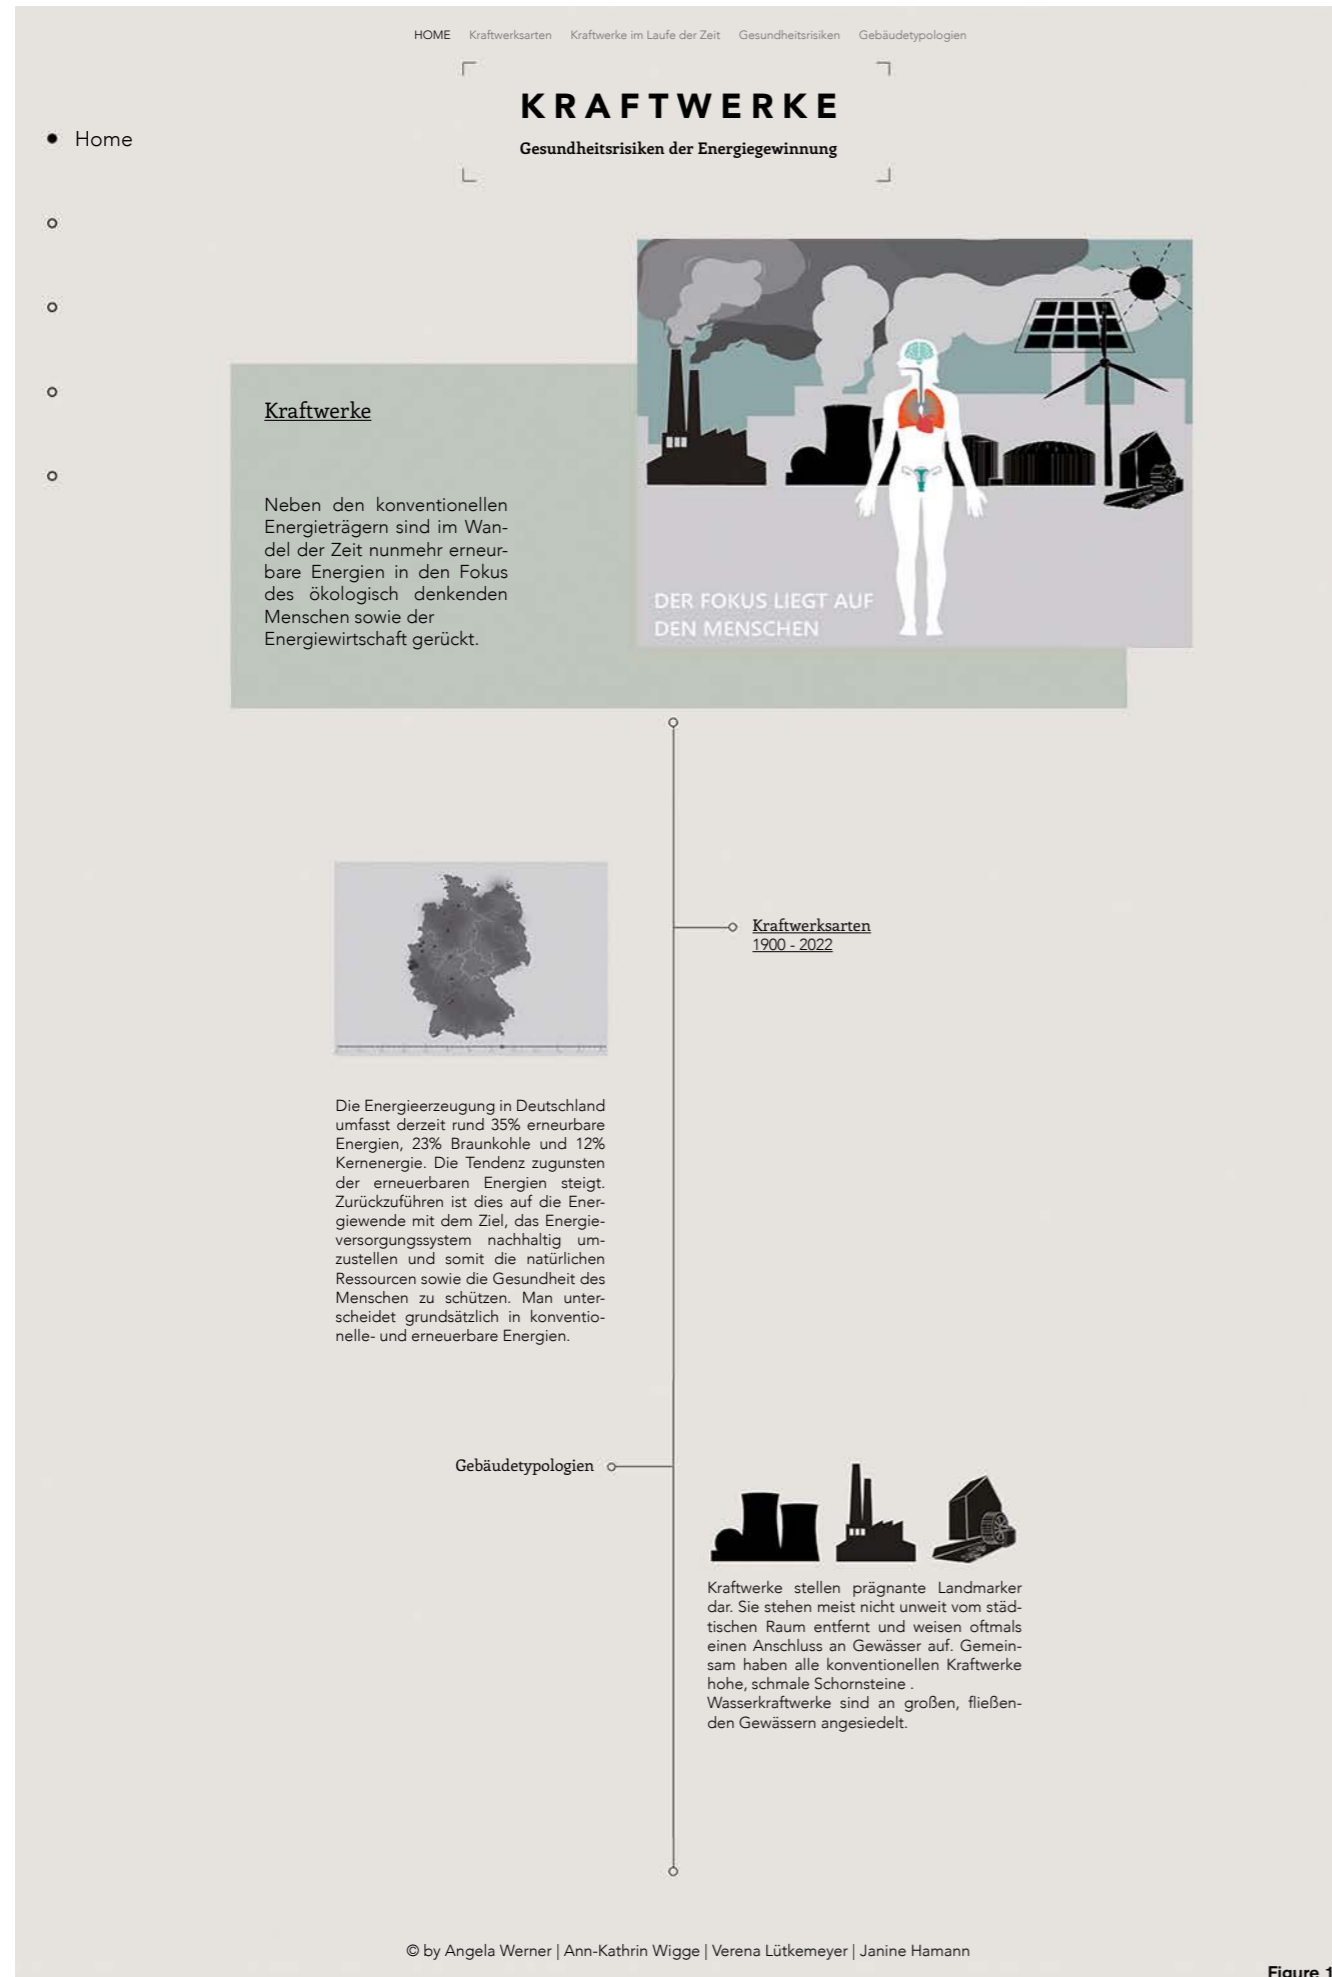 HOME Kraftwerksarten Kraftwerke im Laufe der Zeit Gesundheitsrisiken Gebäudetypologien
KRAFTWERKE
Gesundheitsrisiken der Energiegewinnung
Home
Kraftwerke
Neben den konventionellen
Energieträgern sind im Wan-
del der Zeit nunmehr erneur-
bare Energien in den Fokus
des ökologisch denkenden
Menschen sowie der
Energiewirtschaft gerückt.
DER FOKUS LIEGT AUF
DEN MENSCHEN
Kraftwerksarten
1900 - 2022
Die Energieerzeugung in Deutschland
umfasst derzeit rund 35% erneurbare
Energien, 23% Braunkohle und 12%
Kernenergie. Die Tendenz zugunsten
der erneuerbaren Energien steigt.
Zurückzuführen ist dies auf die Ener-
giewende mit dem Ziel, das Energie-
versorgungssystem nachhaltig um-
zustellen und somit die natürlichen
Ressourcen sowie die Gesundheit des
Menschen zu schützen. Man unter-
scheidet grundsätzlich in konventio-
nelle- und erneuerbare Energien.
Gebäudetypologien
Kraftwerke stellen prägnante Landmarker
dar. Sie stehen meist nicht unweit vom städ-
tischen Raum entfernt und weisen oftmals
einen Anschluss an Gewässer auf. Gemein-
sam haben alle konventionellen Kraftwerke
hohe, schmale Schornsteine .
Wasserkraftwerke sind an großen, fließen-
den Gewässern angesiedelt.
© by Angela Werner | Ann-Kathrin Wigge | Verena Lütkemeyer | Janine Hamann
Figure 1